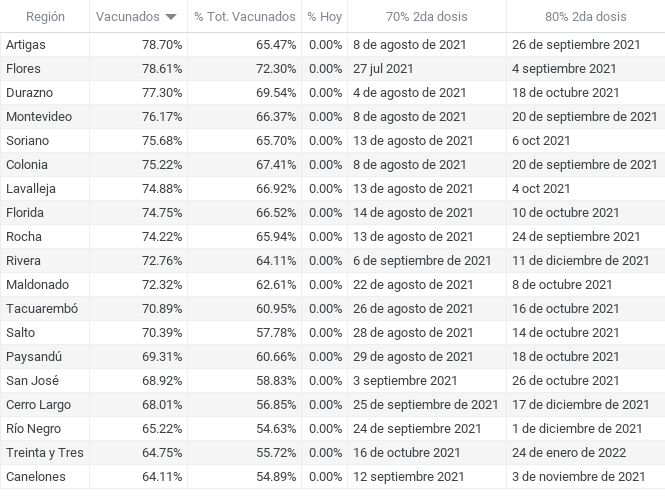 Región Vacunados % Tot. Vacunados % Hoy 70% 2da dosis 80% 2da dosis
Artigas 78.70% 65.47% 0.00% 8 de agosto de 2021 26 de septiembre 2021
Flores 78.61% 72.30% 0.00% 27 jul 2021 4 septiembre 2021
Durazno 77.30% 69.54% 0.00% 4 de agosto de 2021 18 de octubre 2021
Montevideo 76.17% 66.37% 0.00% 8 de agosto de 2021 20 de septiembre de 2021
Soriano 75.68% 65.70% 0.00% 13 de agosto de 2021 6 oct 2021
Colonia 75.22% 67.41% 0.00% 8 de agosto de 2021 20 de septiembre de 2021
Lavalleja 74.88% 66.92% 0.00% 13 de agosto de 2021 4 oct 2021
Florida 74.75% 66.52% 0.00% 14 de agosto de 2021 10 de octubre 2021
Rocha 74.22% 65.94% 0.00% 13 de agosto de 2021 24 de septiembre 2021
Rivera 72.76% 64.11% 0.00% 6 de septiembre de 2021 11 de diciembre de 2021
Maldonado 72.32% 62.61% 0.00% 22 de agosto de 2021 8 de octubre 2021
Tacuarembó 70.89% 60.95% 0.00% 26 de agosto de 2021 16 de octubre 2021
Salto 70.39% 57.78% 0.00% 28 de agosto de 2021 14 de octubre 2021
Paysandú 69.31% 60.66% 0.00% 29 de agosto de 2021 18 de octubre 2021
San José 68.92% 58.83% 0.00% 3 septiembre 2021 26 de octubre 2021
Cerro Largo 68.01% 56.85% 0.00% 25 de septiembre de 2021 17 de diciembre de 2021
Río Negro 65.22% 54.63% 0.00% 24 de septiembre 2021 1 de diciembre de 2021
Treinta y Tres 64.75% 55.72% 0.00% 16 de octubre 2021 24 de enero de 2022
Canelones 64.11% 54.89% 0.00% 12 septiembre 2021 3 de noviembre de 2021